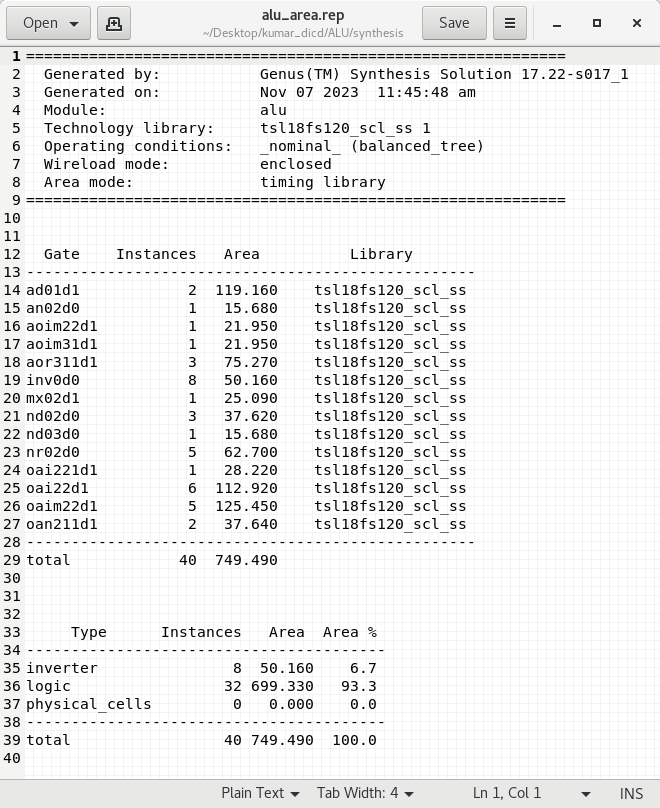 Open
alu_area.rep
~/Desktop/kumar_dicd/ALU/synthesis
Save
1 ============================================================
2   Generated by:           Genus(TM) Synthesis Solution 17.22-s017_1
3   Generated on:           Nov 07 2023  11:45:48 am
4   Module:                 alu
5   Technology library:     tsl18fs120_scl_ss 1
6   Operating conditions:   _nominal_ (balanced_tree)
7   Wireload mode:          enclosed
8   Area mode:              timing library
9 ============================================================
10
11
12   Gate    Instances   Area          Library
13 --------------------------------------------------
14 ad01d1          2  119.160    tsl18fs120_scl_ss
15 an02d0          1   15.680    tsl18fs120_scl_ss
16 aoim22d1        1   21.950    tsl18fs120_scl_ss
17 aoim31d1        1   21.950    tsl18fs120_scl_ss
18 aor311d1        3   75.270    tsl18fs120_scl_ss
19 inv0d0          8   50.160    tsl18fs120_scl_ss
20 mx02d1          1   25.090    tsl18fs120_scl_ss
21 nd02d0          3   37.620    tsl18fs120_scl_ss
22 nd03d0          1   15.680    tsl18fs120_scl_ss
23 nr02d0          5   62.700    tsl18fs120_scl_ss
24 oai221d1        1   28.220    tsl18fs120_scl_ss
25 oai22d1         6  112.920    tsl18fs120_scl_ss
26 oaim22d1        5  125.450    tsl18fs120_scl_ss
27 oan211d1        2   37.640    tsl18fs120_scl_ss
28 --------------------------------------------------
29 total          40  749.490
30
31
32
33      Type      Instances   Area  Area %
34 ----------------------------------------
35 inverter               8  50.160    6.7
36 logic                 32 699.330   93.3
37 physical_cells         0   0.000    0.0
38 ----------------------------------------
39 total                 40 749.490  100.0
40
Plain Text Tab Width: 4 Ln 1, Col 1 INS